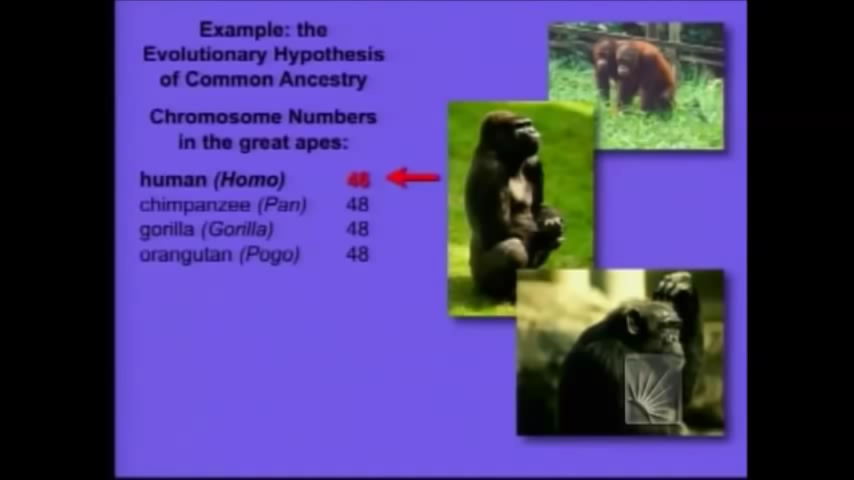 Example: the
Evolutionary Hypothesis
of Common Ancestry
Chromosome Numbers
in the great apes:
human (Homo) 46
chimpanzee (Pan) 48
gorilla (Gorilla) 48
orangutan (Pogo) 48